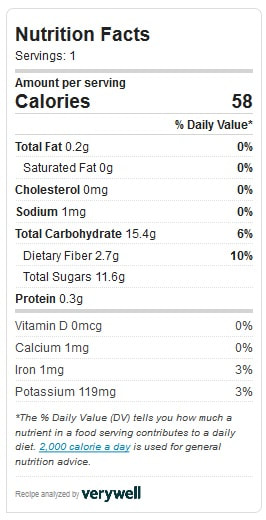 Nutrition Facts
Servings: 1
Amount per serving
Calories 58
% Daily Value*
Total Fat 0.2g 0%
Saturated Fat 0g 0%
Cholesterol 0mg 0%
Sodium 1mg 0%
Total Carbohydrate 15.4g 6%
Dietary Fiber 2.7g 10%
Total Sugars 11.6g
Protein 0.3g
Vitamin D 0mcg 0%
Calcium 1mg 0%
Iron 1mg 3%
Potassium 119mg 3%
*The % Daily Value (DV) tells you how much a
nutrient in a food serving contributes to a daily
diet. 2,000 calorie a day is used for general
nutrition advice.
Recipe analyzed by verywell